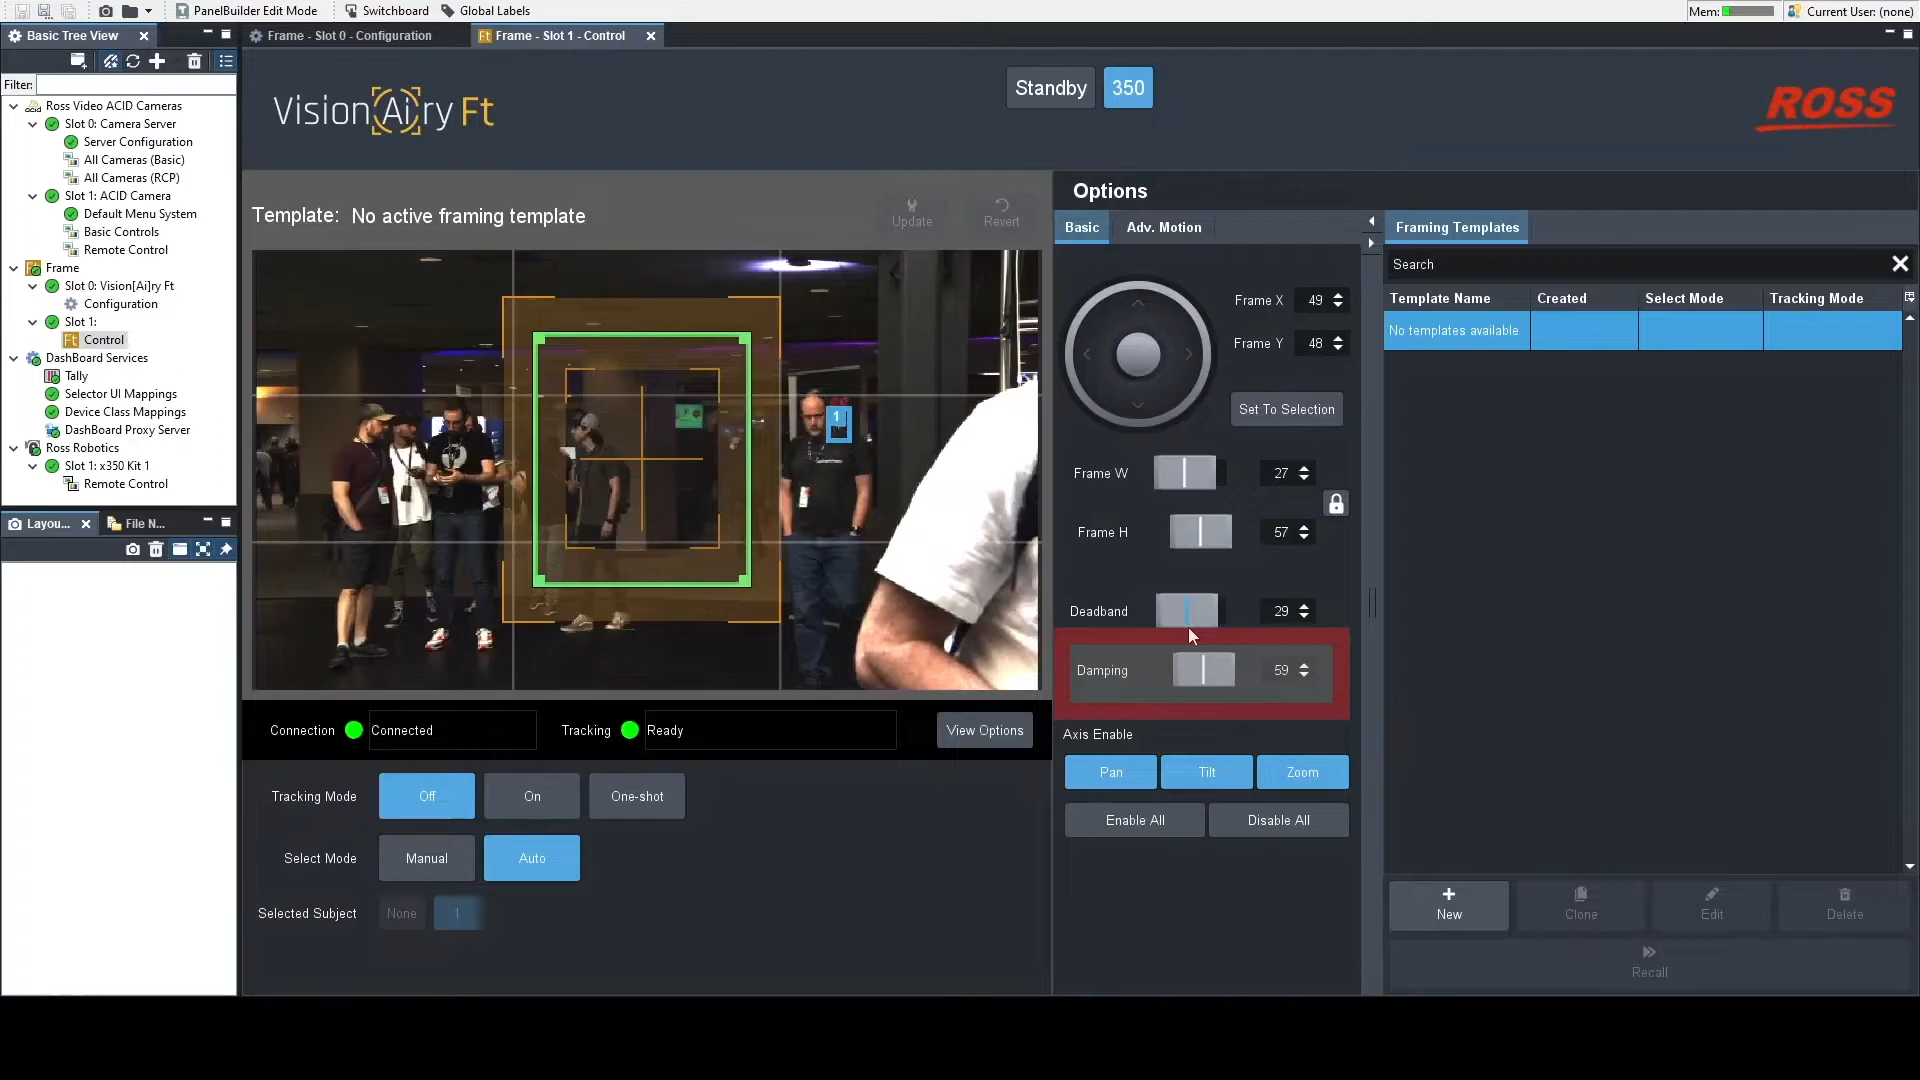 PanelBuilder Edit Mode
Switchboard
Global Labels
Mem:
Current User: (none)
Basic Tree View
Frame - Slot 0 - Configuration
Frame - Slot 1 - Control
Filter:
Ross Video ACID Cameras
Slot 0: Camera Server
Server Configuration
All Cameras (Basic)
All Cameras (RCP)
Slot 1: ACID Camera
Default Menu System
Basic Controls
Remote Control
Frame
Slot 0: Vision[Ai]ry Ft
Configuration
Slot 1:
Ft Control
DashBoard Services
Tally
Selector UI Mappings
Device Class Mappings
DashBoard Proxy Server
Ross Robotics
Slot 1: x350 Kit 1
Remote Control
Layou...
File N...
Vision[Ai]ry Ft
Standby
350
ROSS
Template: No active framing template
Update
Revert
1
Connection
Connected
Tracking
Ready
View Options
Tracking Mode
Off
On
One-shot
Select Mode
Manual
Auto
Selected Subject
None
1
Options
Basic
Adv. Motion
Frame X
49
Frame Y
48
Set To Selection
Frame W
27
Frame H
57
Deadband
29
Damping
59
Axis Enable
Pan
Tilt
Zoom
Enable All
Disable All
Framing Templates
Search
Template Name
Created
Select Mode
Tracking Mode
No templates available
New
Clone
Edit
Delete
Recall